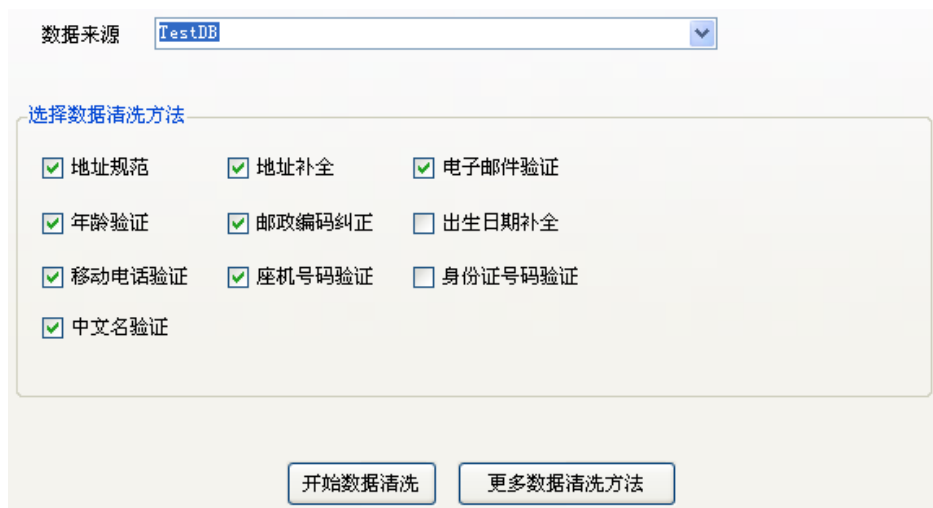 数据来源 TestDB
选择数据清洗方法
地址规范 地址补全 电子邮件验证
年龄验证 邮政编码纠正 出生日期补全
移动电话验证 座机号码验证 身份证号码验证
中文名验证
开始数据清洗 更多数据清洗方法